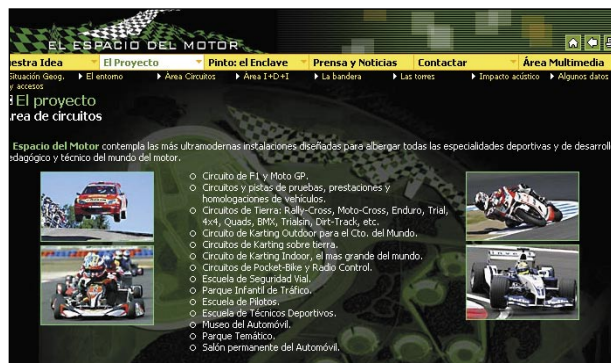 EL ESPACIO DEL MOTOR
estra Idea El Proyecto Pinto: el Enclave Prensa y Noticias Contactar Área Multimedia
Situación Geog. y accesos El entorno Área Circuitos Área I+D+I La bandera Las torres Impacto acústico Algunos datos
El proyecto
rea de circuitos
Espacio del Motor contempla las más ultramodernas instalaciones diseñadas para albergar todas las especialidades deportivas y de desarroll
edagógico y técnico del mundo del motor.
Circuito de F1 y Moto GP.
Circuitos y pistas de pruebas, prestaciones y
homologaciones de vehículos.
Circuitos de Tierra: Rally-Cross, Moto-Cross, Enduro, Trial,
4x4, Quads, BMX, Trialsin, Dirt-Track, etc.
Circuito de Karting Outdoor para el Cto. del Mundo.
Circuitos de Karting sobre tierra.
Circuito de Karting Indoor, el más grande del mundo.
Circuitos de Pocket-Bike y Radio Control.
Escuela de Seguridad Vial.
Parque Infantil de Tráfico.
Escuela de Pilotos.
Escuela de Técnicos Deportivos.
Museo del Automóvil.
Parque Temático.
Salón permanente del Automóvil.